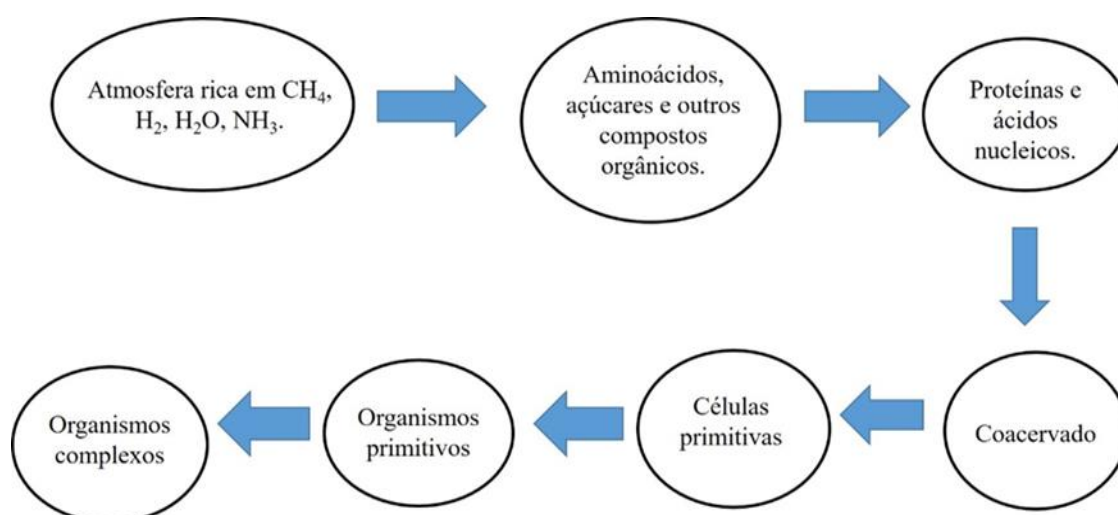 Atmosfera rica em CH₄,
H₂, H₂O, NH₃.
Aminoácidos,
açúcares e outros
compostos
orgânicos.
Proteínas e
ácidos
nucleicos.
Coacervado
Células
primitivas
Organismos
primitivos
Organismos
complexos